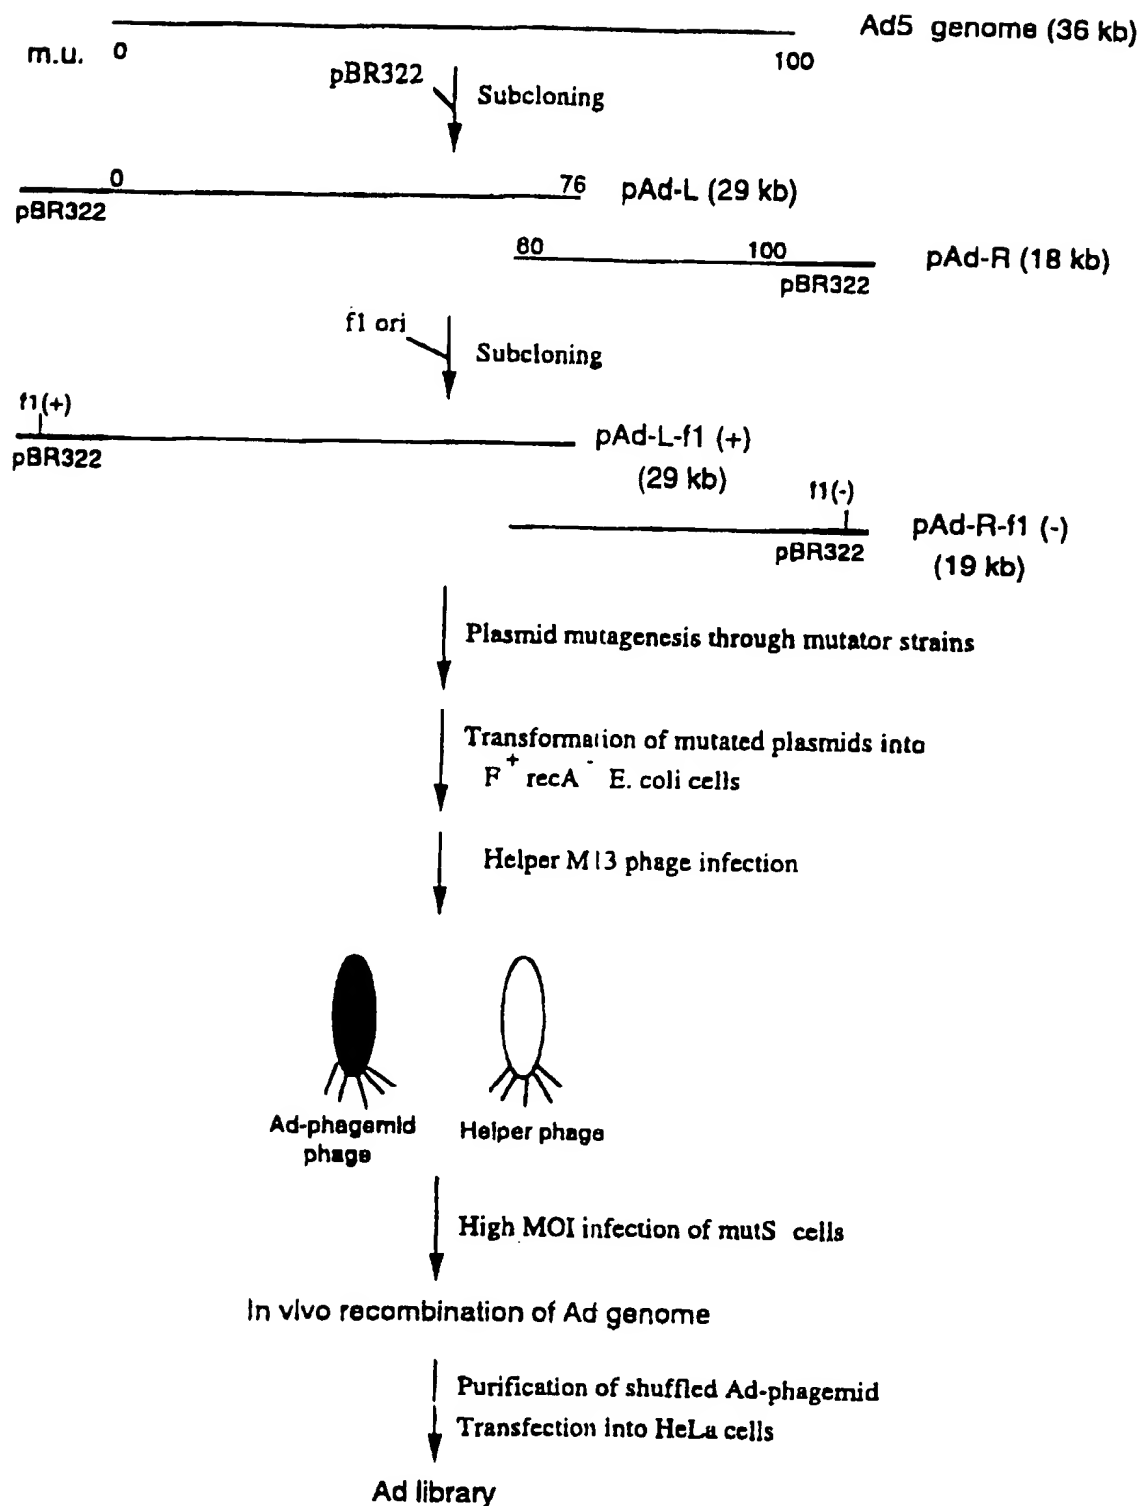 Ad5 genome (36 kb)
m.u. 0 100
pBR322
Subcloning
0 76 pAd-L (29 kb)
pBR322
60 100 pAd-R (18 kb)
pBR322
f1 ori
Subcloning
f1(+)
pBR322
pAd-L-f1 (+)
(29 kb)
f1(-)
pBR322
pAd-R-f1 (-)
(19 kb)
Plasmid mutagenesis through mutator strains
Transformation of mutated plasmids into
F+ recA- E. coli cells
Helper M13 phage infection
Ad-phagemid
phage
Helper phage
High MOI infection of mutS cells
In vivo recombination of Ad genome
Purification of shuffled Ad-phagemid
Transfection into HeLa cells
Ad library